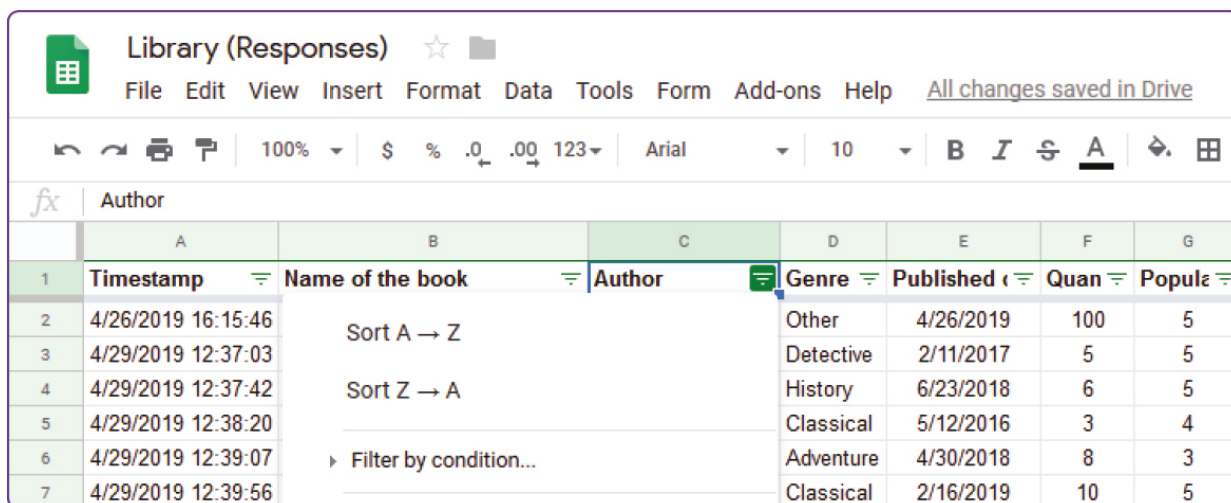 Library (Responses)
File Edit View Insert Format Data Tools Form Add-ons Help All changes saved in Drive
100% $ % .0 .00 123 Arial 10 B I S A
fx Author
A B C D E F G
1 Timestamp Name of the book Author Genre Published Quan Popula
2 4/26/2019 16:15:46 Other 4/26/2019 100 5
Sort A → Z
3 4/29/2019 12:37:03 Detective 2/11/2017 5 5
4 4/29/2019 12:37:42 Sort Z → A History 6/23/2018 6 5
5 4/29/2019 12:38:20 Classical 5/12/2016 3 4
6 4/29/2019 12:39:07 Filter by condition... Adventure 4/30/2018 8 3
7 4/29/2019 12:39:56 Classical 2/16/2019 10 5